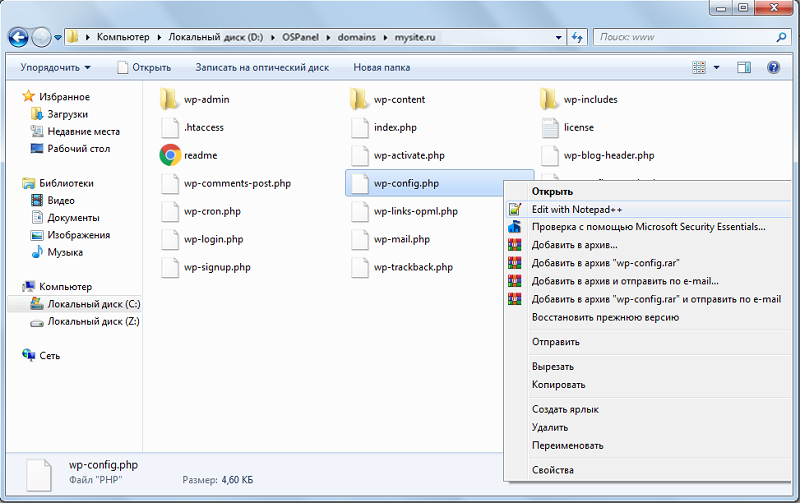 Компьютер ▸ Локальный диск (D:) ▸ OSPanel ▸ domains ▸ mysite.ru
Поиск: www
Упорядочить Открыть Записать на оптический диск Новая папка
Избранное
Загрузки
Недавние места
Рабочий стол
Библиотеки
Видео
Документы
Изображения
Музыка
Компьютер
Локальный диск (C:)
Локальный диск (Z:)
Сеть
wp-admin wp-content wp-includes
.htaccess index.php license
readme wp-activate.php wp-blog-header.php
wp-comments-post.php wp-config.php
wp-cron.php wp-links-opml.php
wp-login.php wp-mail.php
wp-signup.php wp-trackback.php
Открыть
Edit with Notepad++
Проверка с помощью Microsoft Security Essentials...
Добавить в архив...
Добавить в архив "wp-config.rar"
Добавить в архив и отправить по e-mail...
Добавить в архив "wp-config.rar" и отправить по e-mail
Восстановить прежнюю версию
Отправить
Вырезать
Копировать
Создать ярлык
Удалить
Переименовать
Свойства
wp-config.php
Файл "PHP" Размер: 4,60 КБ